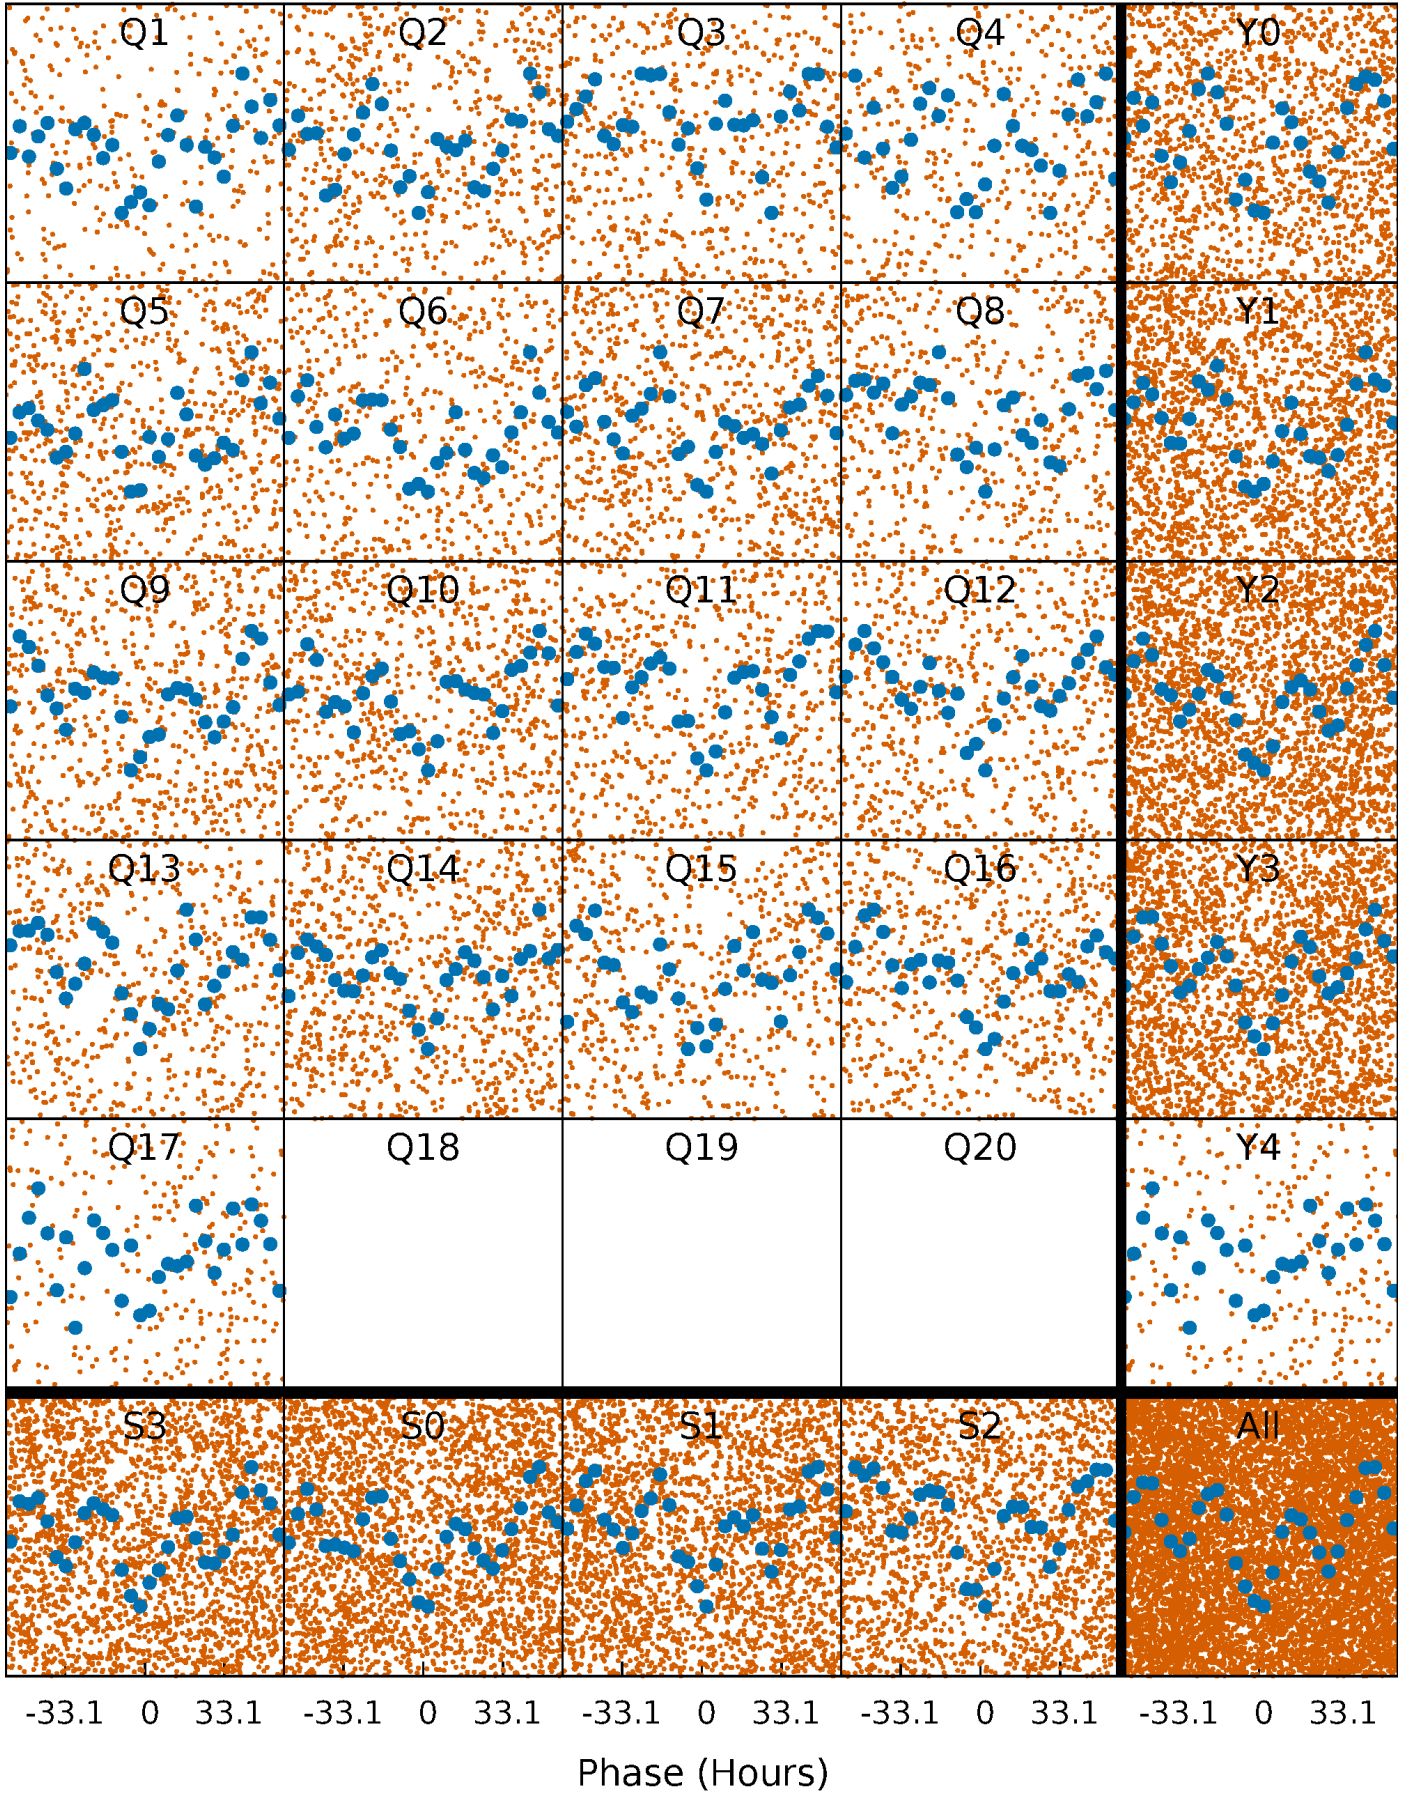 Q1 Q2 Q3 Q4 Y0
Q5 Q6 Q7 Q8 Y1
Q9 Q10 Q11 Q12 Y2
Q13 Q14 Q15 Q16 Y3
Q17 Q18 Q19 Q20 Y4
S3 S0 S1 S2 All
-33.1 0 33.1 -33.1 0 33.1 -33.1 0 33.1 -33.1 0 33.1 -33.1 0 33.1
Phase (Hours)